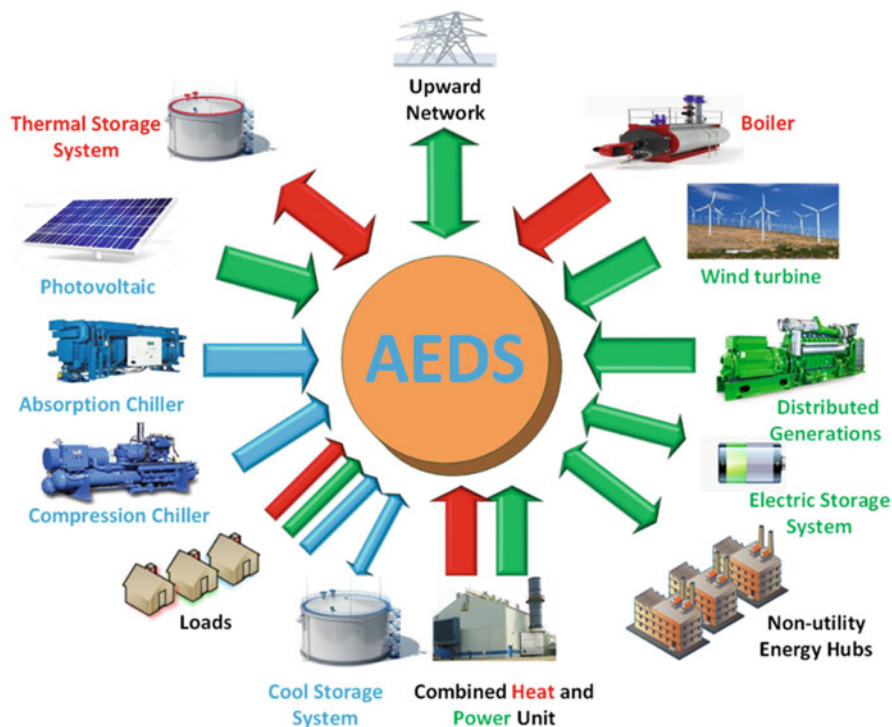 Upward
Network
Thermal Storage
System
Boiler
Photovoltaic
Wind turbine
AEDS
Absorption Chiller
Distributed
Generations
Compression Chiller
Electric Storage
System
Loads
Non-utility
Energy Hubs
Cool Storage
System
Combined Heat and
Power Unit